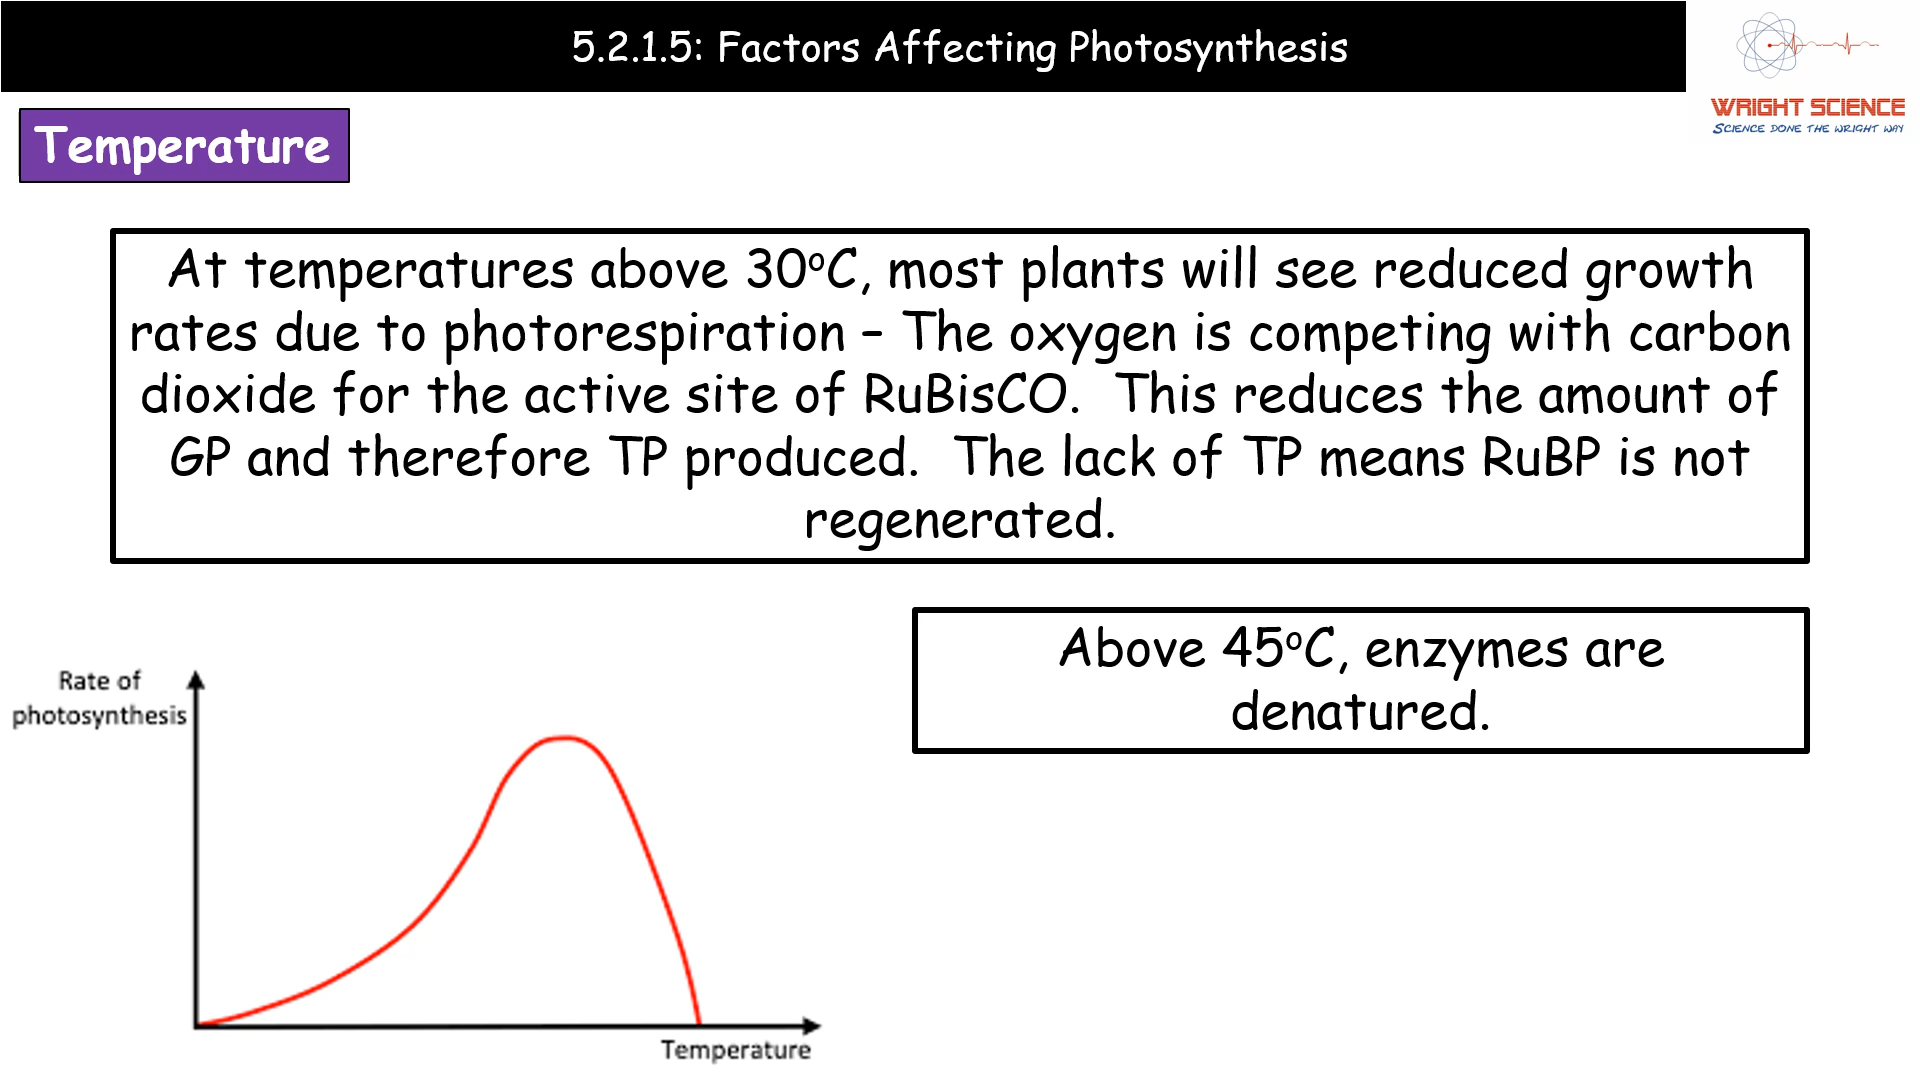 5.2.1.5: Factors Affecting Photosynthesis
WRIGHT SCIENCE
SCIENCE DONE THE WRIGHT WAY
Temperature
At temperatures above 30°C, most plants will see reduced growth
rates due to photorespiration – The oxygen is competing with carbon
dioxide for the active site of RuBisCO. This reduces the amount of
GP and therefore TP produced. The lack of TP means RuBP is not
regenerated.
Above 45°C, enzymes are
denatured.
Rate of
photosynthesis
Temperature